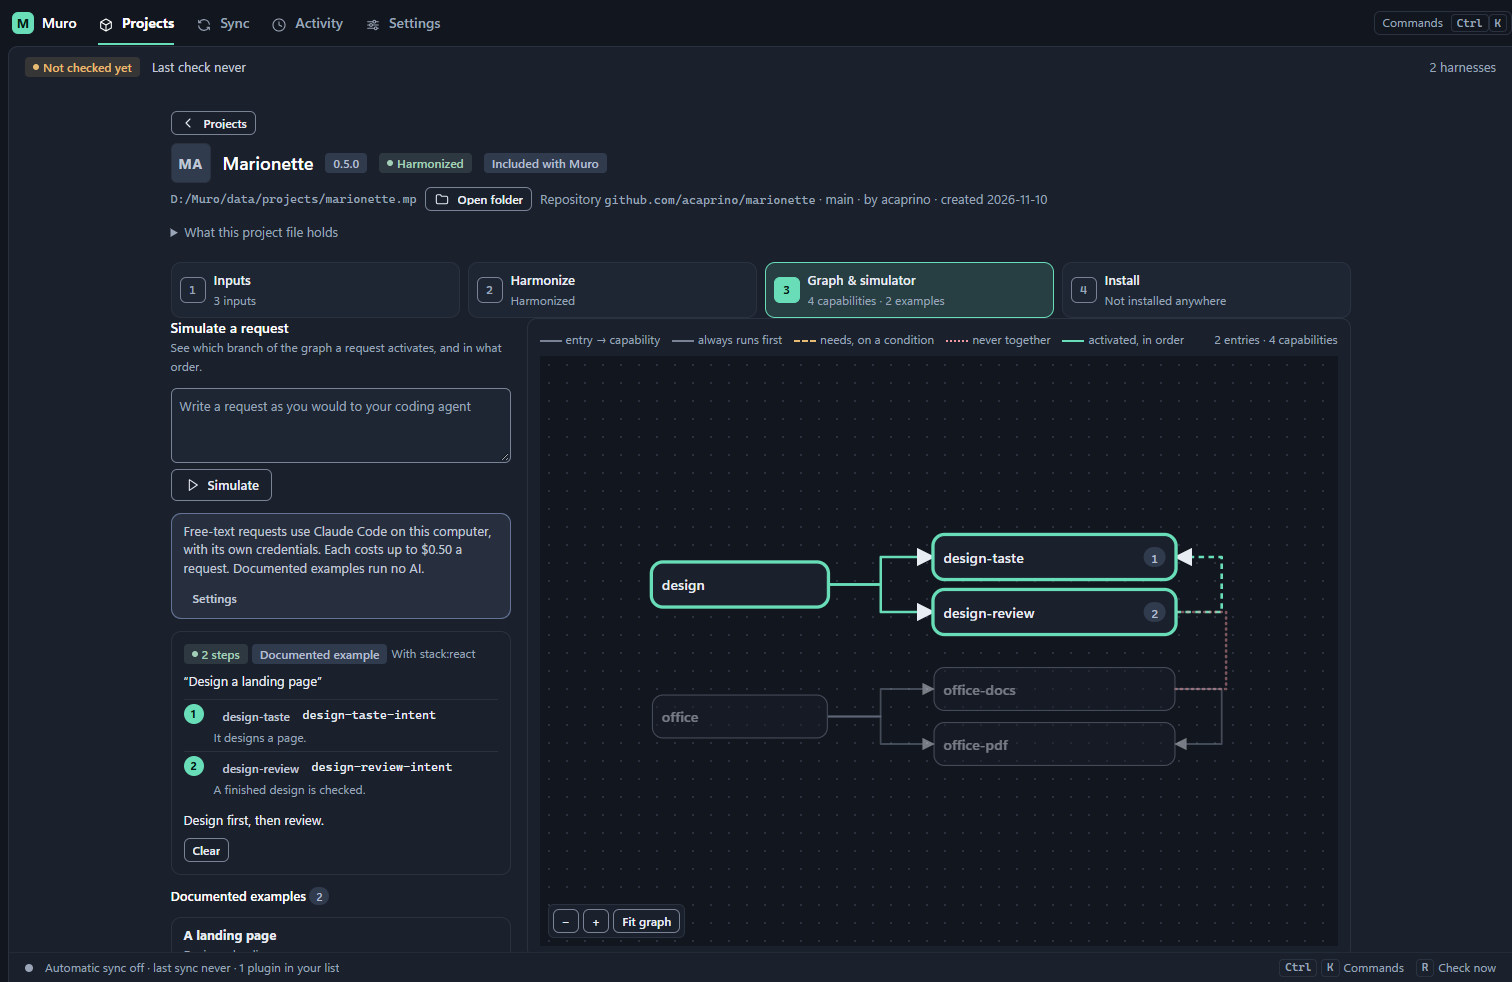 M Muro Projects Sync Activity Settings Commands Ctrl K
Not checked yet Last check never 2 harnesses
Projects
MA Marionette 0.5.0 Harmonized Included with Muro
D:/Muro/data/projects/marionette.mp Open folder Repository github.com/acaprino/marionette · main · by acaprino · created 2026-11-10
What this project file holds
1 Inputs
3 inputs
2 Harmonize
Harmonized
3 Graph & simulator
4 capabilities · 2 examples
4 Install
Not installed anywhere
Simulate a request
See which branch of the graph a request activates, and in what
order.
Write a request as you would to your coding agent
Simulate
Free-text requests use Claude Code on this computer,
with its own credentials. Each costs up to $0.50 a
request. Documented examples run no AI.
Settings
2 steps Documented example With stack:react
“Design a landing page”
1 design-taste design-taste-intent
It designs a page.
2 design-review design-review-intent
A finished design is checked.
Design first, then review.
Clear
Documented examples 2
A landing page
entry → capability always runs first needs, on a condition never together activated, in order 2 entries · 4 capabilities
design
design-taste 1
design-review 2
office
office-docs
office-pdf
− + Fit graph
Automatic sync off · last sync never · 1 plugin in your list Ctrl K Commands R Check now